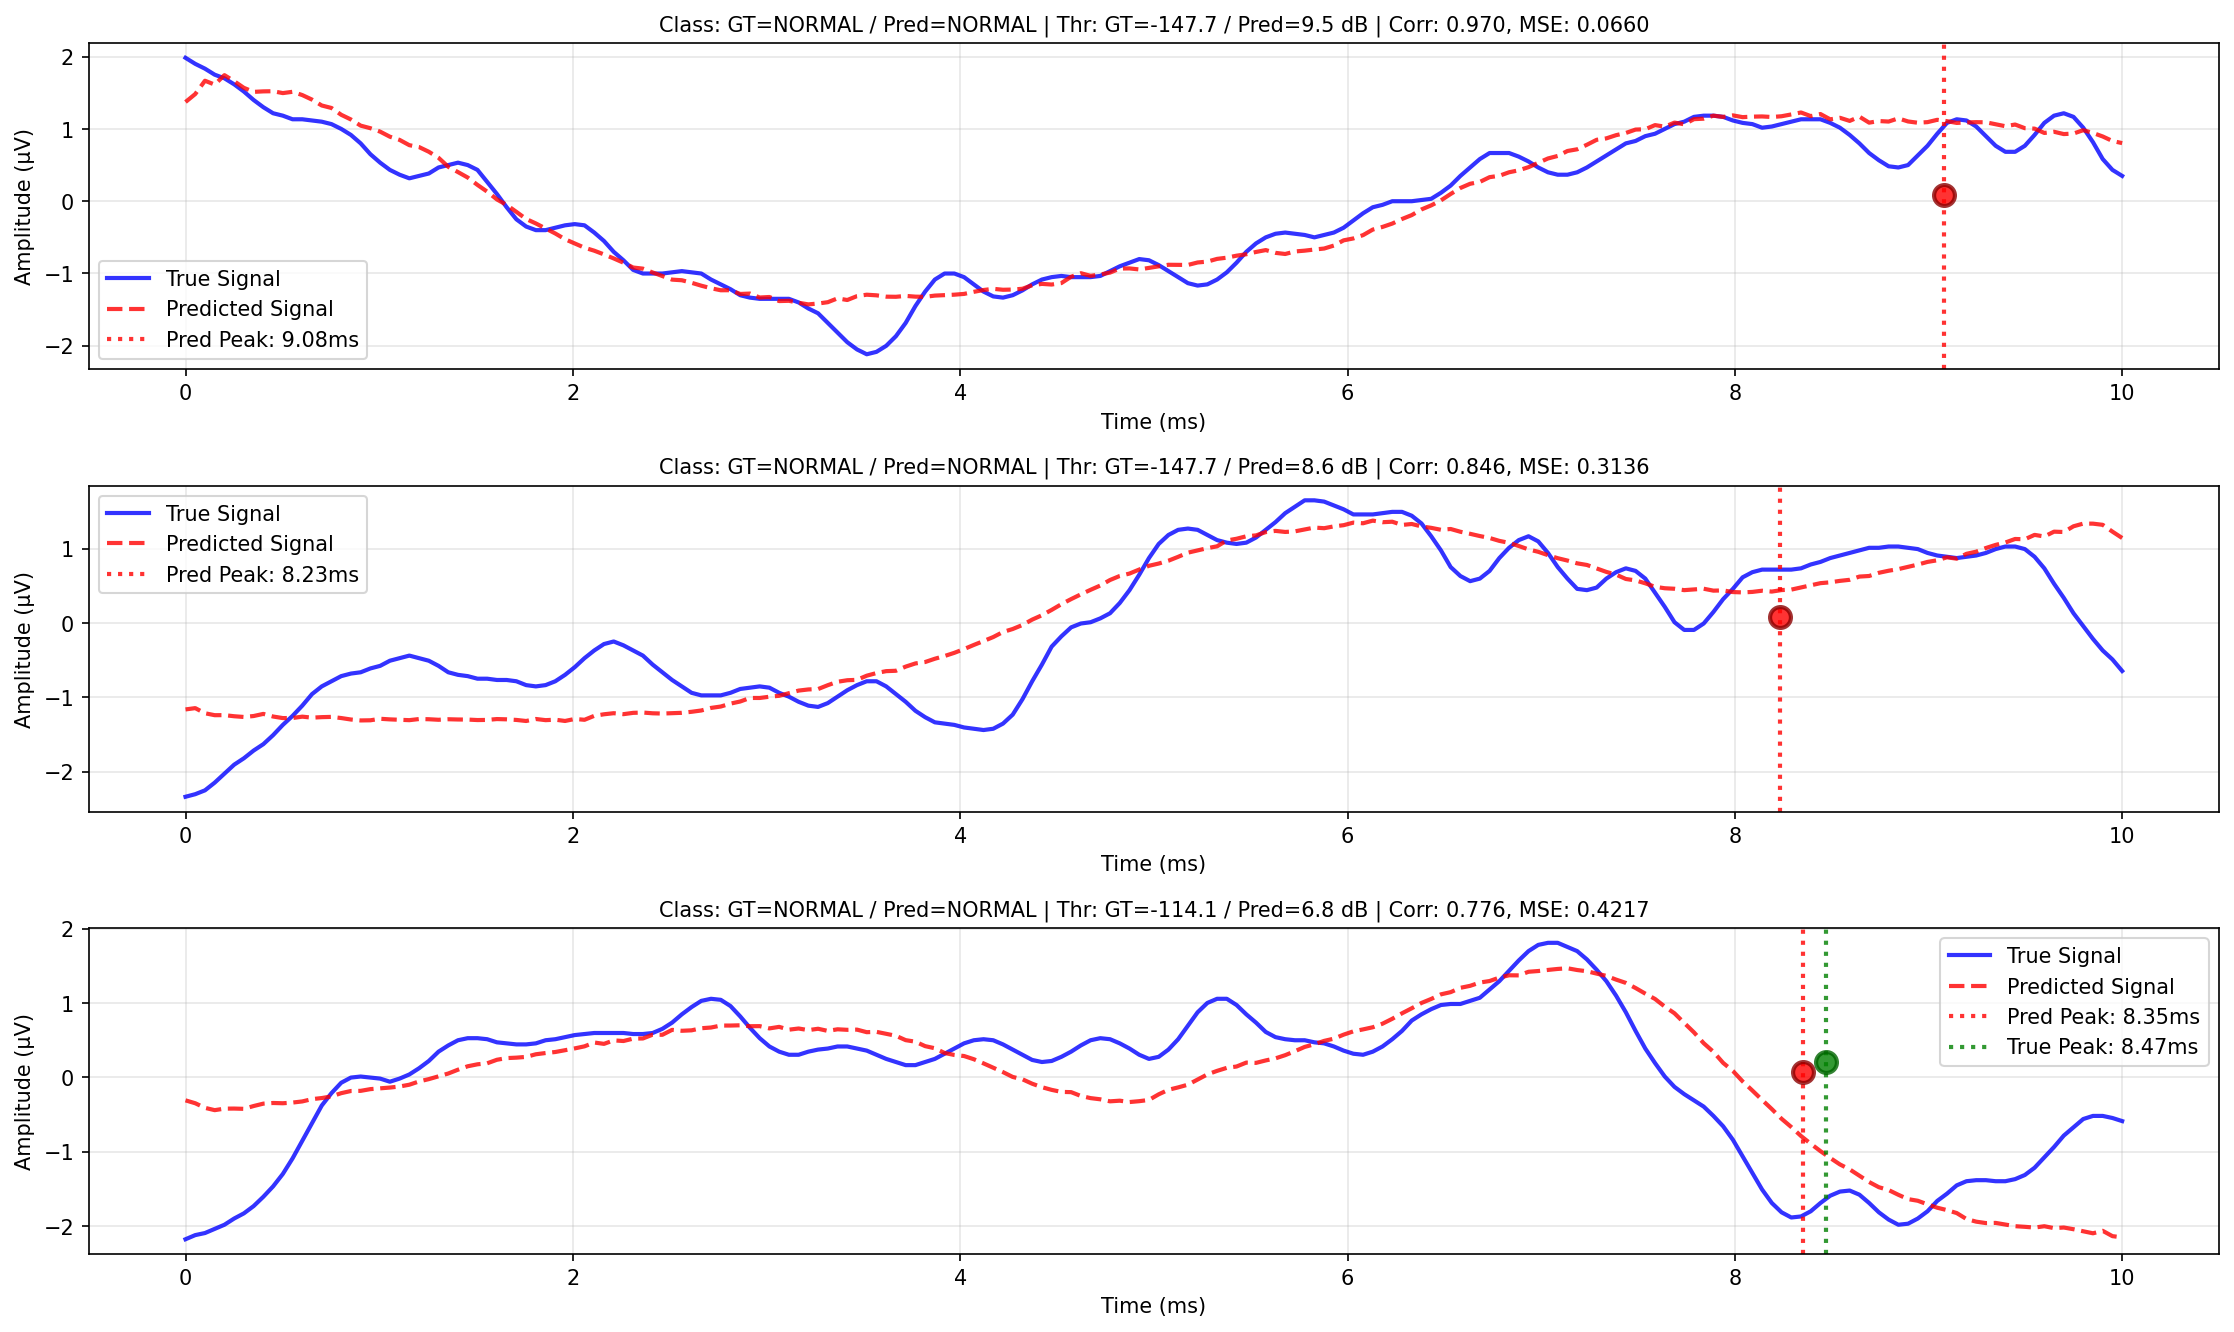 Class: GT=NORMAL / Pred=NORMAL | Thr: GT=-147.7 / Pred=9.5 dB | Corr: 0.970, MSE: 0.0660
Amplitude (μV)
2
1
0
−1
−2
True Signal
Predicted Signal
Pred Peak: 9.08ms
0 2 4 6 8 10
Time (ms)
Class: GT=NORMAL / Pred=NORMAL | Thr: GT=-147.7 / Pred=8.6 dB | Corr: 0.846, MSE: 0.3136
Amplitude (μV)
1
0
−1
−2
True Signal
Predicted Signal
Pred Peak: 8.23ms
0 2 4 6 8 10
Time (ms)
Class: GT=NORMAL / Pred=NORMAL | Thr: GT=-114.1 / Pred=6.8 dB | Corr: 0.776, MSE: 0.4217
Amplitude (μV)
2
1
0
−1
−2
True Signal
Predicted Signal
Pred Peak: 8.35ms
True Peak: 8.47ms
0 2 4 6 8 10
Time (ms)